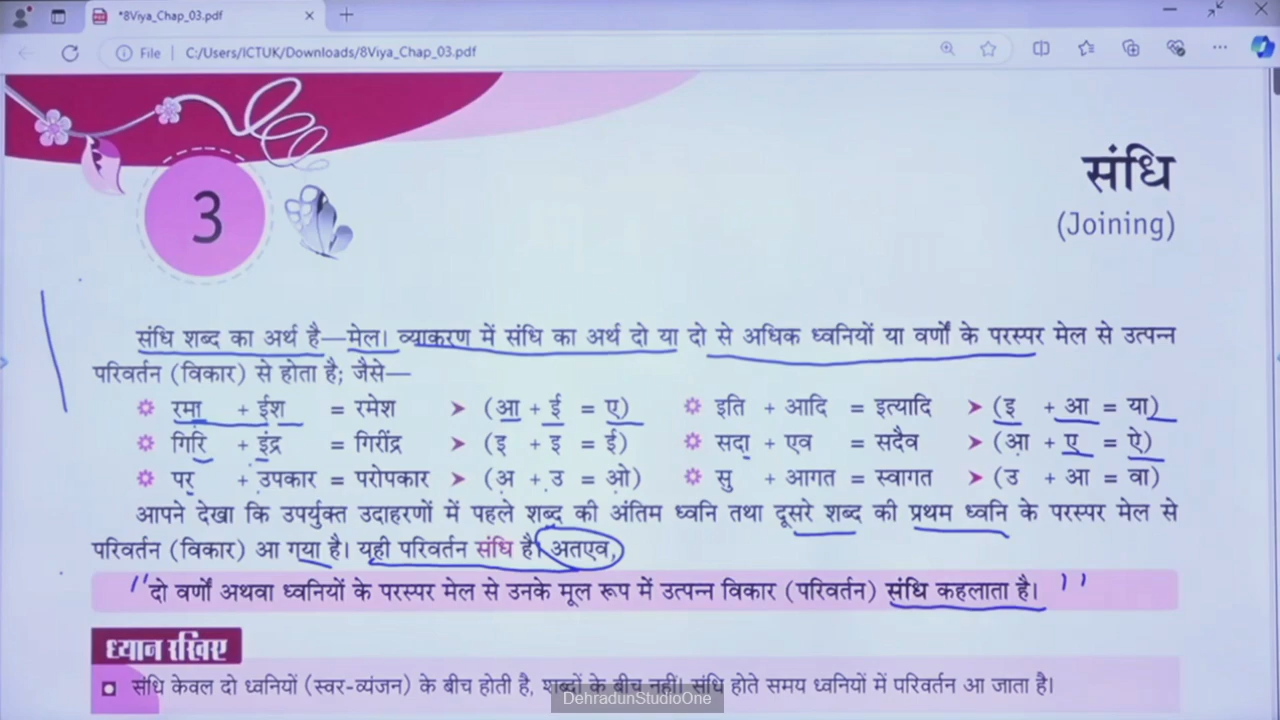 *8Viya_Chap_03.pdf
File C:/Users/ICTUK/Downloads/8Viya_Chap_03.pdf
3
संधि
(Joining)
संधि शब्द का अर्थ है—मेल। व्याकरण में संधि का अर्थ दो या दो से अधिक ध्वनियों या वर्णों के परस्पर मेल से उत्पन्न
परिवर्तन (विकार) से होता है; जैसे—
रमा + ईश = रमेश ➤ (आ + ई = ए) इति + आदि = इत्यादि ➤ (इ + आ = या)
गिरि + इंद्र = गिरींद्र ➤ (इ + इ = ई) सदा + एव = सदैव ➤ (आ + ए = ऐ)
पर + उपकार = परोपकार ➤ (अ + उ = ओ) सु + आगत = स्वागत ➤ (उ + आ = वा)
आपने देखा कि उपर्युक्त उदाहरणों में पहले शब्द की अंतिम ध्वनि तथा दूसरे शब्द की प्रथम ध्वनि के परस्पर मेल से
परिवर्तन (विकार) आ गया है। यही परिवर्तन संधि है। अतएव,
"दो वर्णों अथवा ध्वनियों के परस्पर मेल से उनके मूल रूप में उत्पन्न विकार (परिवर्तन) संधि कहलाता है। "
ध्यान रखिए
संधि केवल दो ध्वनियों (स्वर-व्यंजन) के बीच होती है, शब्दों के बीच नहीं। संधि होते समय ध्वनियों में परिवर्तन आ जाता है।
DehradunStudioOne